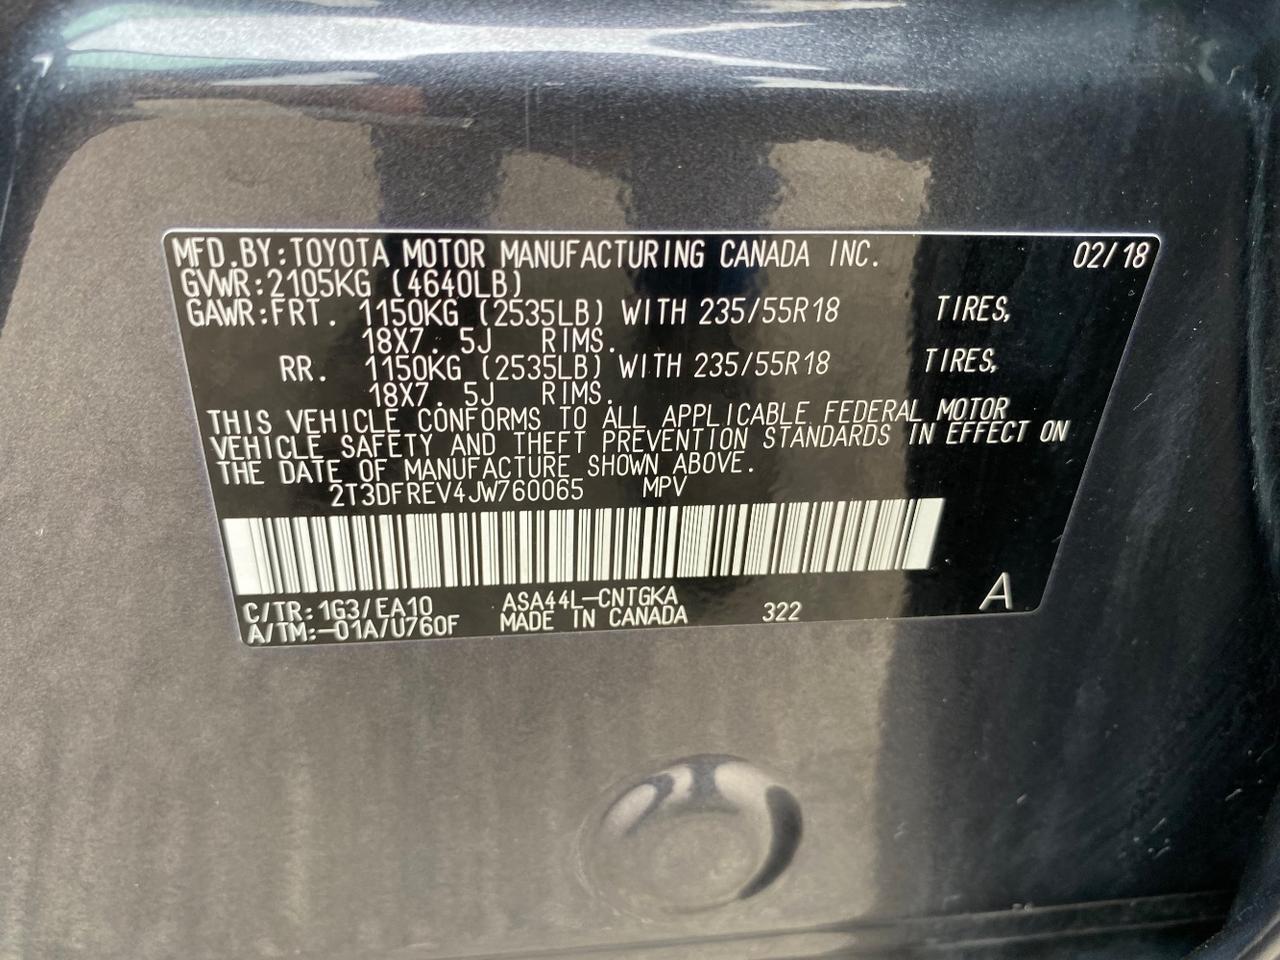 MFD.BY:TOYOTA MOTOR MANUFACTURING CANADA INC. 02/18
GVWR:2105KG (4640LB)
GAWR:FRT. 1150KG (2535LB) WITH 235/55R18 TIRES,
18X7. 5J RIMS.
RR. 1150KG (2535LB) WITH 235/55R18 TIRES,
18X7. 5J RIMS.
THIS VEHICLE CONFORMS TO ALL APPLICABLE FEDERAL MOTOR
VEHICLE SAFETY AND THEFT PREVENTION STANDARDS IN EFFECT ON
THE DATE OF MANUFACTURE SHOWN ABOVE.
2T3DFREV4JW760065 MPV
C/TR:1G3/EA10 ASA44L-CNTGKA
A/TM:-01A/U760F MADE IN CANADA 322 A